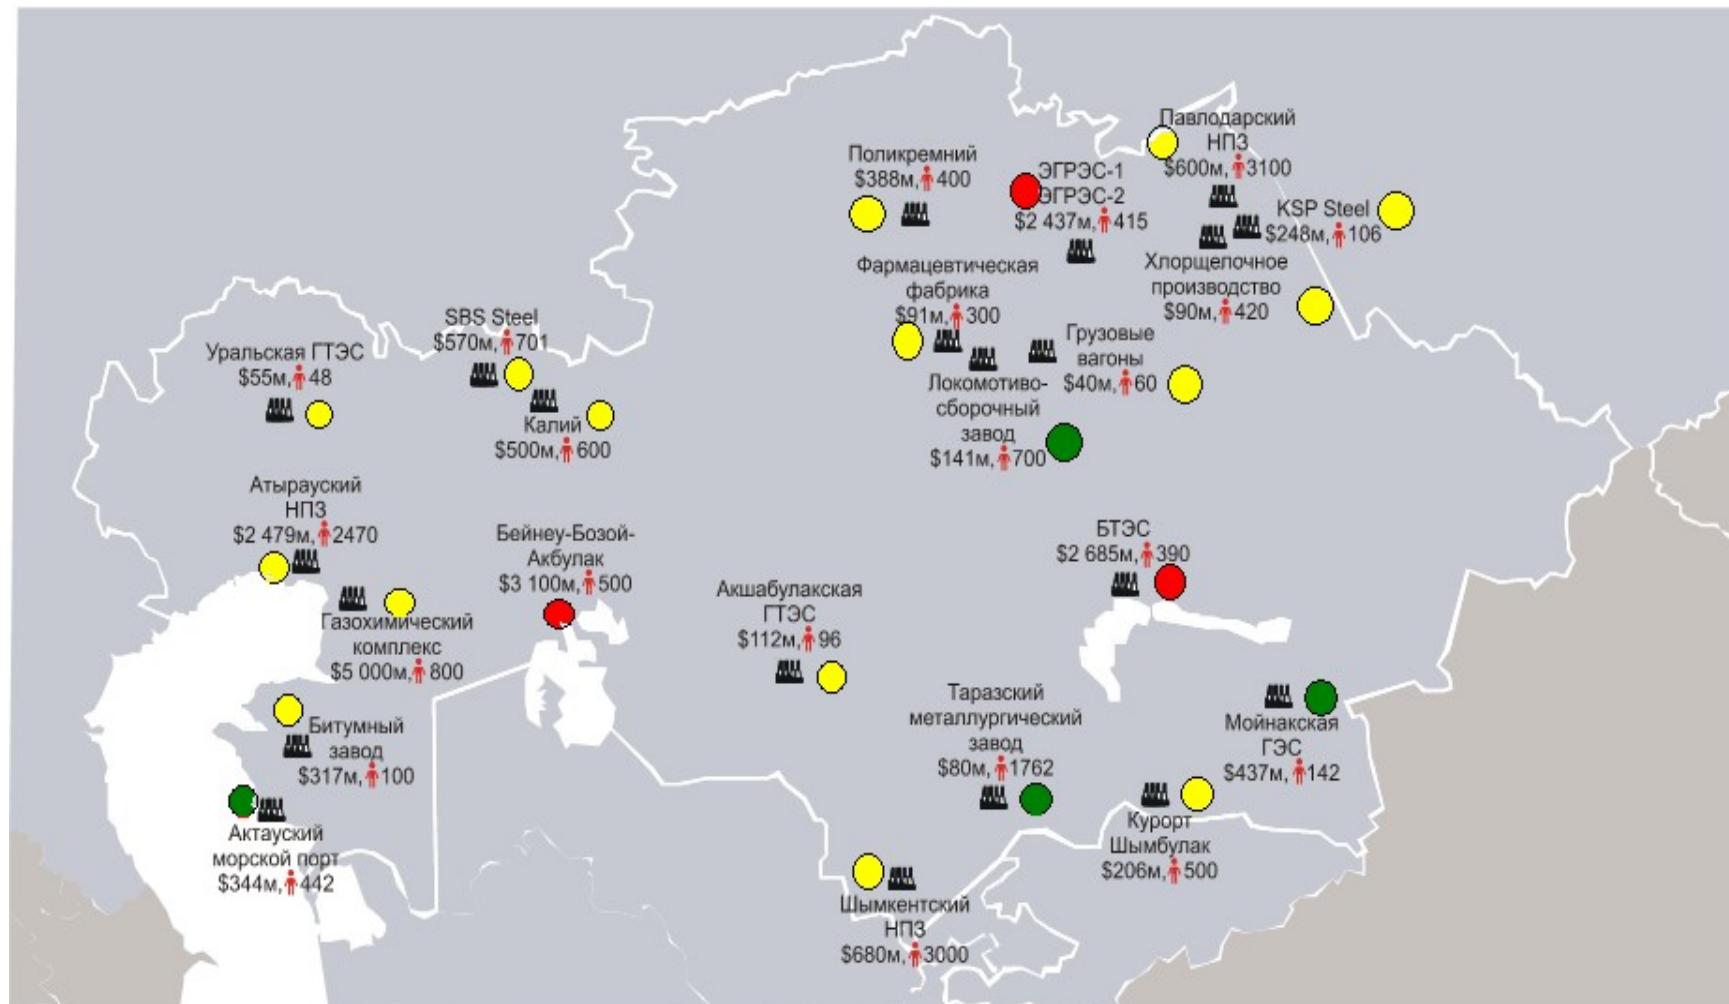 Павлодарский
НПЗ
$600м, 3100
Поликремний
$388м, 400
ЭГРЭС-1
ЭГРЭС-2
$2 437м, 415
KSP Steel
$248м, 106
Хлорщелочное
производство
$90м, 420
Фармацевтическая
фабрика
$91м, 300
Грузовые
вагоны
$40м, 60
Локомотиво-
сборочный
завод
$141м, 700
SBS Steel
$570м, 701
Уральская ГТЭС
$55м, 48
Калий
$500м, 600
Атырауский
НПЗ
$2 479м, 2470
Бейнеу-Бозой-
Акбулак
$3 100м, 500
БТЭС
$2 685м, 390
Акшабулакская
ГТЭС
$112м, 96
Газохимический
комплекс
$5 000м, 800
Таразский
металлургический
завод
$80м, 1762
Мойнакская
ГЭС
$437м, 142
Битумный
завод
$317м, 100
Актауский
морской порт
$344м, 442
Курорт
Шымбулак
$206м, 500
Шымкентский
НПЗ
$680м, 3000